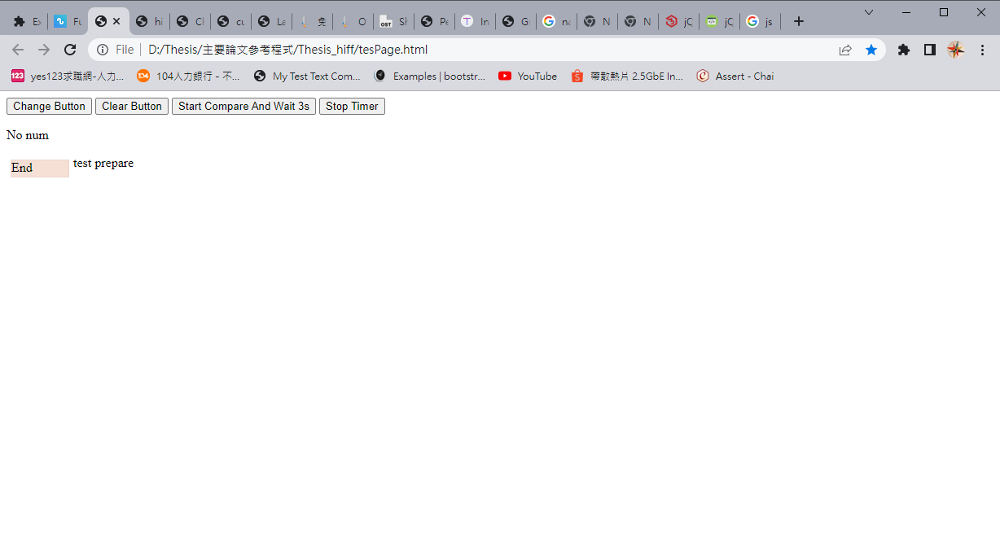 Ex Fu hi Cl cu La 免 O Sh Pe In G na N N jQ jQ js
File D:/Thesis/主要論文參考程式/Thesis_hiff/tesPage.html
123 yes123求職網-人力... 104 104人力銀行 - 不... My Test Text Com... Examples | bootstr... YouTube 帶散熱片 2.5GbE In... Assert - Chai
Change Button Clear Button Start Compare And Wait 3s Stop Timer
No num
End test prepare